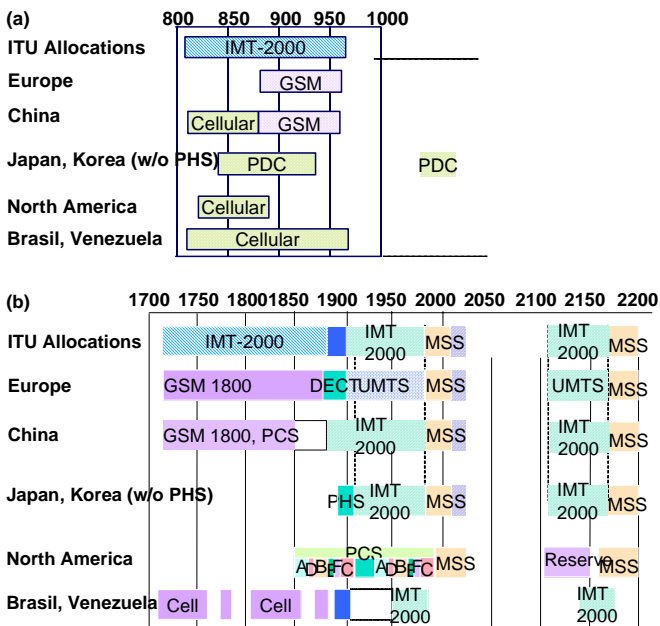 (a)
800 850 900 950 1000
ITU Allocations IMT-2000
Europe GSM
China Cellular GSM
Japan, Korea (w/o PHS) PDC PDC
North America Cellular
Brasil, Venezuela Cellular
(b)
1700 1750 1800 1850 1900 1950 2000 2050 2100 2150 2200
ITU Allocations IMT-2000 IMT 2000 MSS IMT 2000 MSS
Europe GSM 1800 DECT UMTS MSS UMTS MSS
China GSM 1800, PCS IMT 2000 MSS IMT 2000 MSS
Japan, Korea (w/o PHS) PHS IMT 2000 MSS IMT 2000 MSS
North America PCS MSS Reserve MSS
A D B E F C A D B E F C
Brasil, Venezuela Cell Cell IMT 2000 IMT 2000